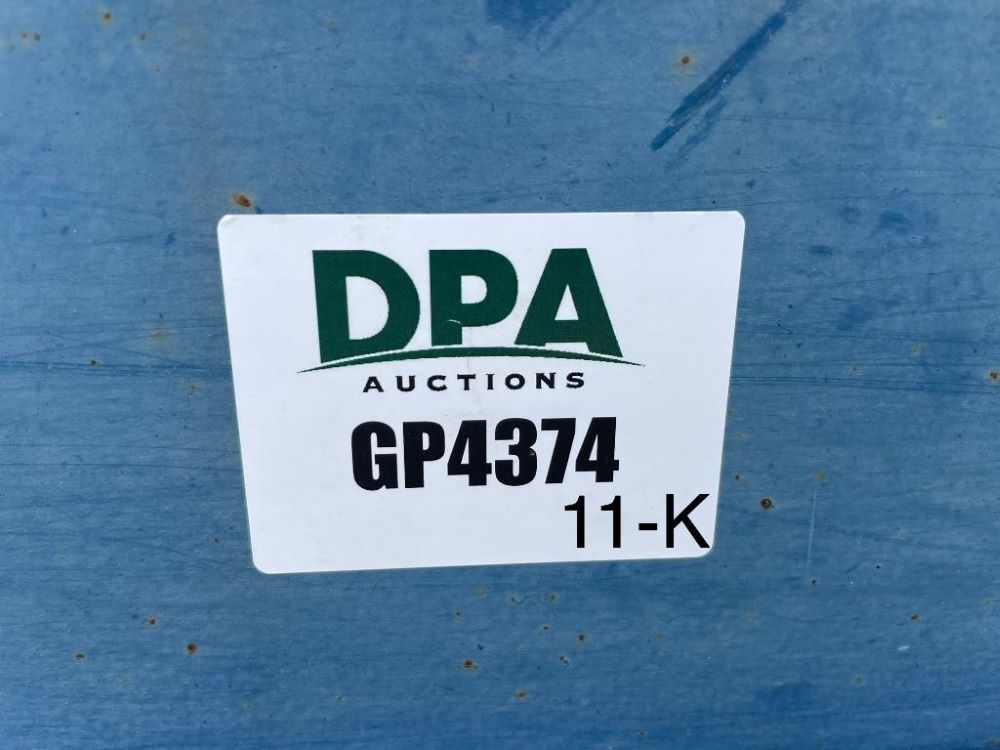 DPA
AUCTIONS
GP4374
11-K